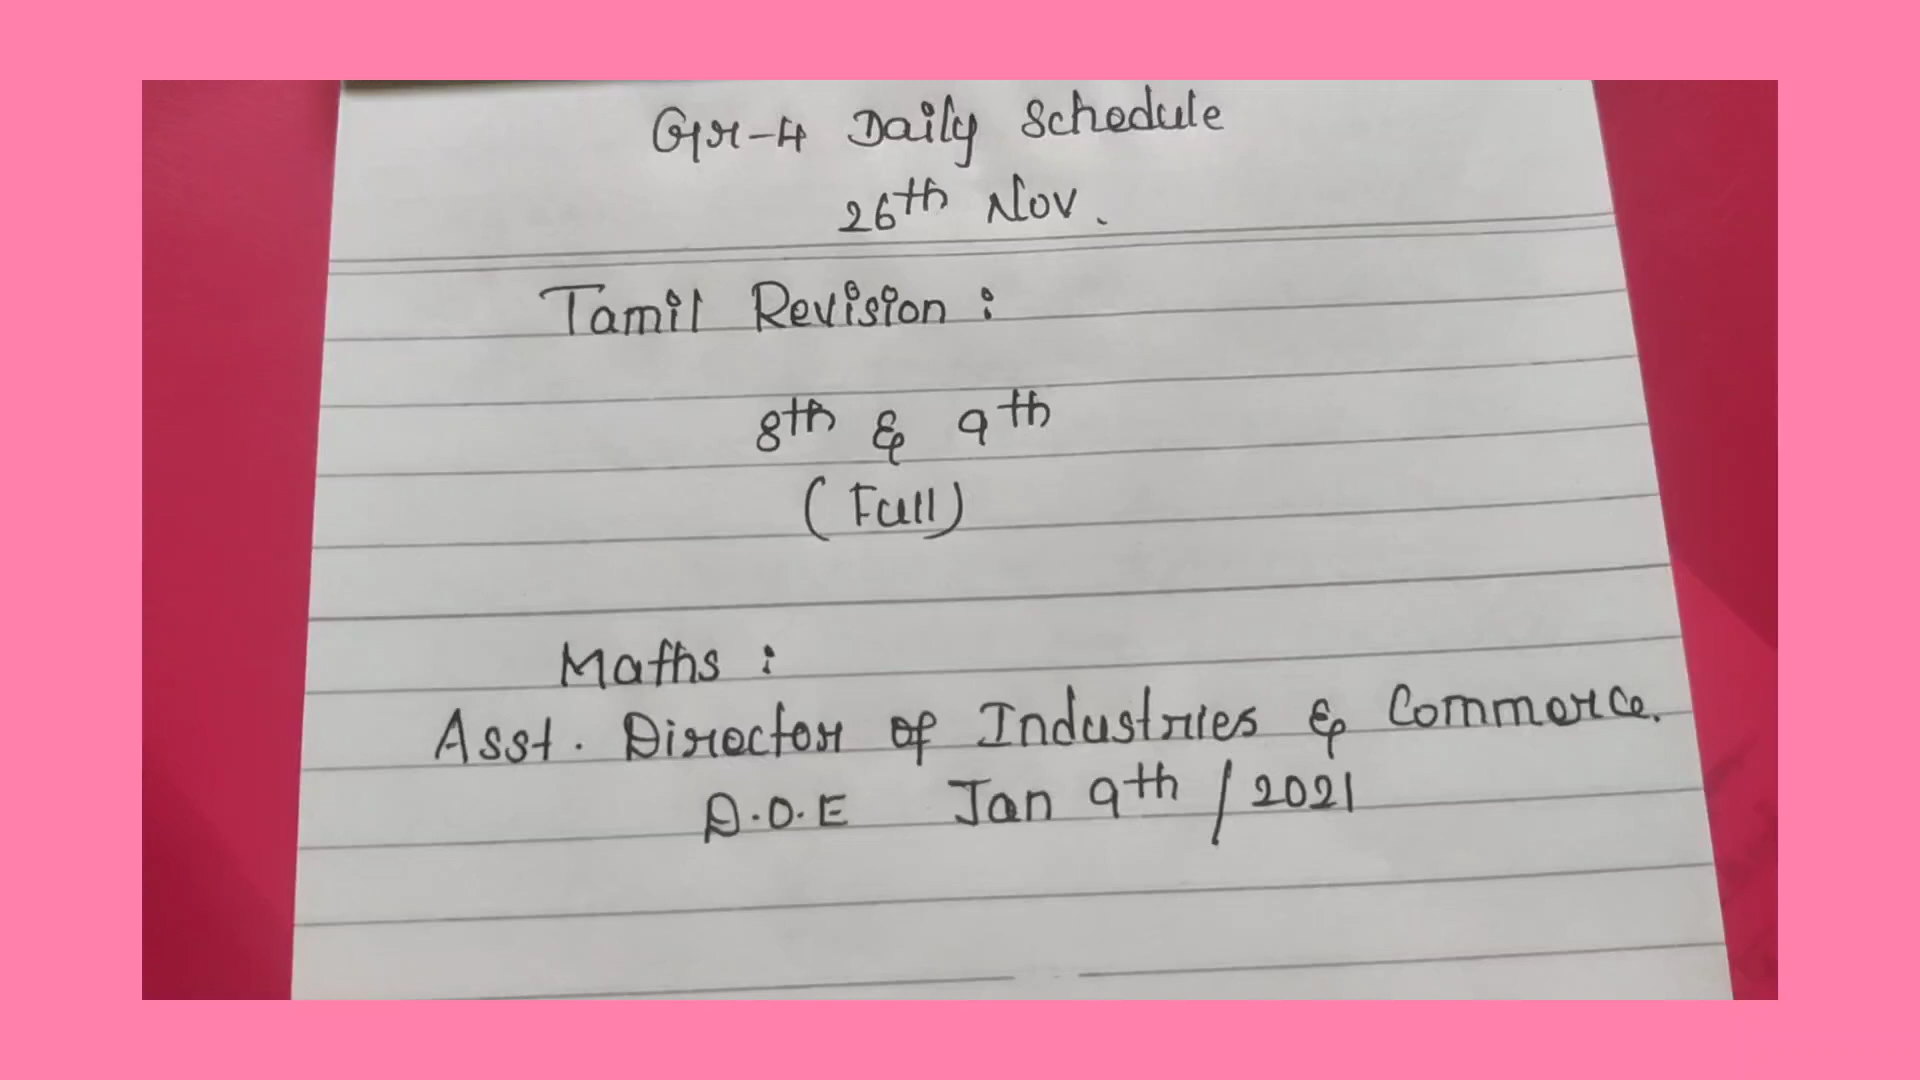 Gr-4 Daily Schedule
26th Nov.
Tamil Revision :
8th & 9th
(Full)
Maths :
Asst. Director of Industries & Commerce.
D.O.E Jan 9th / 2021